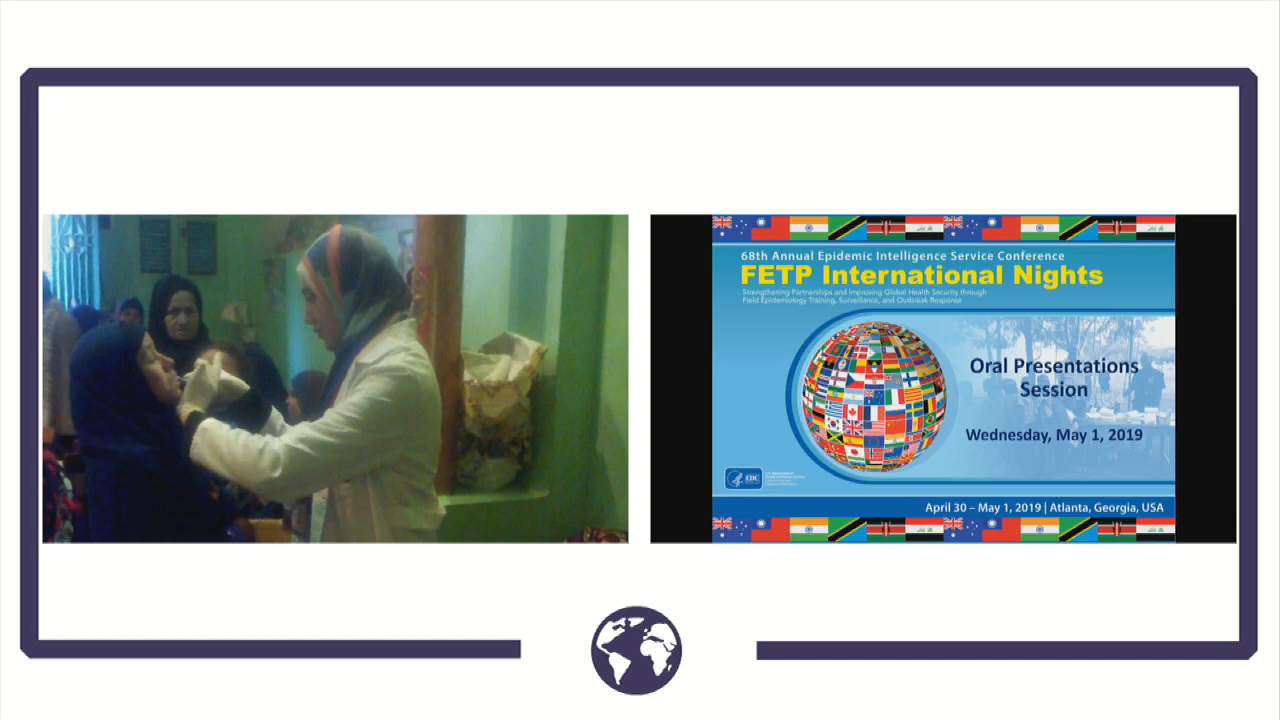 68th Annual Epidemic Intelligence Service Conference
FETP International Nights
Strengthening Partnerships and Improving Global Health Security through
Field Epidemiology Training, Surveillance, and Outbreak Response
Oral Presentations
Session
Wednesday, May 1, 2019
CDC
April 30 – May 1, 2019 | Atlanta, Georgia, USA